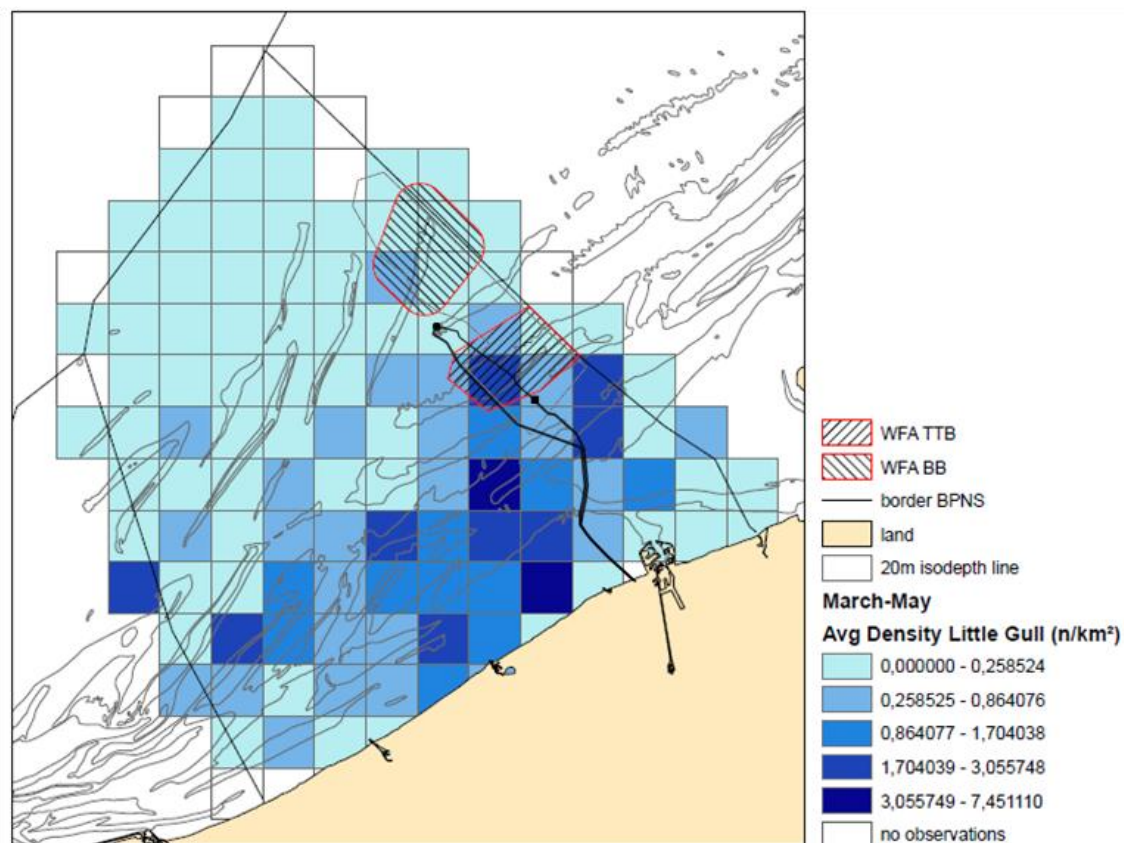 WFA TTB
WFA BB
border BPNS
land
20m isodepth line
March-May
Avg Density Little Gull (n/km²)
0,000000 - 0,258524
0,258525 - 0,864076
0,864077 - 1,704038
1,704039 - 3,055748
3,055749 - 7,451110
no observations